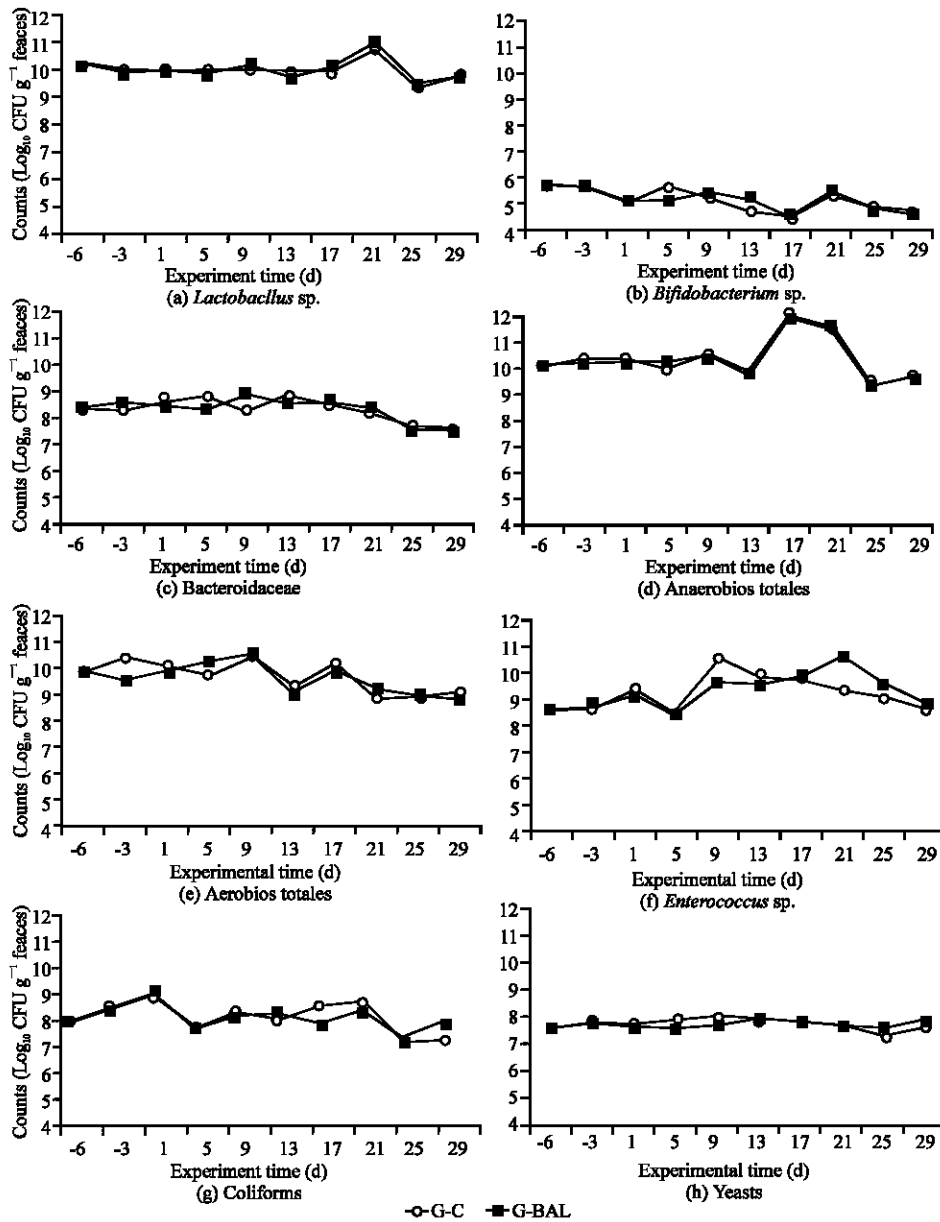 Counts (Log₁₀ CFU g⁻¹ feaces)
12
11
10
9
8
7
6
5
4
-6 -3 1 5 9 13 17 21 25 29
Experiment time (d)
(a) Lactobacllus sp.
12
11
10
9
8
7
6
5
4
-6 -3 1 5 9 13 17 21 25 29
Experiment time (d)
(b) Bifidobacterium sp.
Counts (Log₁₀ CFU g⁻¹ feaces)
12
11
10
9
8
7
6
5
4
-6 -3 1 5 9 13 17 21 25 29
Experiment time (d)
(c) Bacteroidaceae
12
11
10
9
8
7
6
5
4
-6 -3 1 5 9 13 17 21 25 29
Experiment time (d)
(d) Anaerobios totales
Counts (Log₁₀ CFU g⁻¹ feaces)
12
11
10
9
8
7
6
5
4
-6 -3 1 5 9 13 17 21 25 29
Experimental time (d)
(e) Aerobios totales
12
11
10
9
8
7
6
5
4
-6 -3 1 5 9 13 17 21 25 29
Experimental time (d)
(f) Enterococcus sp.
Counts (Log₁₀ CFU g⁻¹ feaces)
12
11
10
9
8
7
6
5
4
-6 -3 1 5 9 13 17 21 25 29
Experiment time (d)
(g) Coliforms
12
11
10
9
8
7
6
5
4
-6 -3 1 5 9 13 17 21 25 29
Experimental time (d)
(h) Yeasts
G-C G-BAL